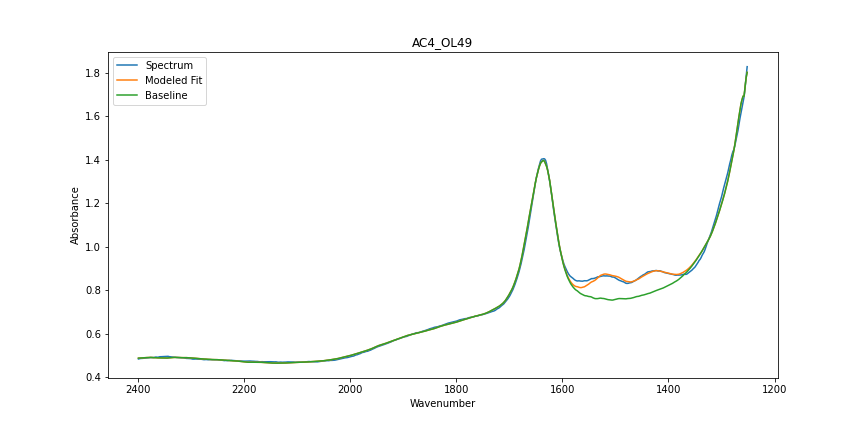 AC4_OL49
Spectrum
Modeled Fit
Baseline
1.8
1.6
1.4
1.2
1.0
0.8
0.6
0.4
Absorbance
2400 2200 2000 1800 1600 1400 1200
Wavenumber